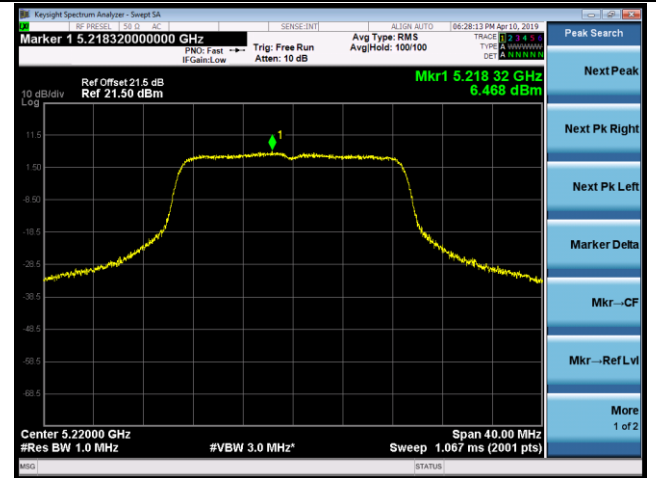 Keysight Spectrum Analyzer - Swept SA
RF PRESEL 50 Ω AC SENSE:INT ALIGN AUTO 06:28:13 PM Apr 10, 2019
Marker 1 5.218320000000 GHz
PNO: Fast
IFGain:Low
Trig: Free Run
Atten: 10 dB
Avg Type: RMS
Avg|Hold: 100/100
TRACE 1 2 3 4 5 6
TYPE A WWWWW
DET A N N N N N
Peak Search
Mkr1 5.218 32 GHz
6.468 dBm
Ref Offset 21.5 dB
10 dB/div Ref 21.50 dBm
Log
1
11.5
1.50
-8.50
-18.5
-28.5
-38.5
-48.5
-58.5
-68.5
Center 5.22000 GHz Span 40.00 MHz
#Res BW 1.0 MHz #VBW 3.0 MHz* Sweep 1.067 ms (2001 pts)
MSG STATUS
Next Peak
Next Pk Right
Next Pk Left
Marker Delta
Mkr→CF
Mkr→Ref Lvl
More
1 of 2